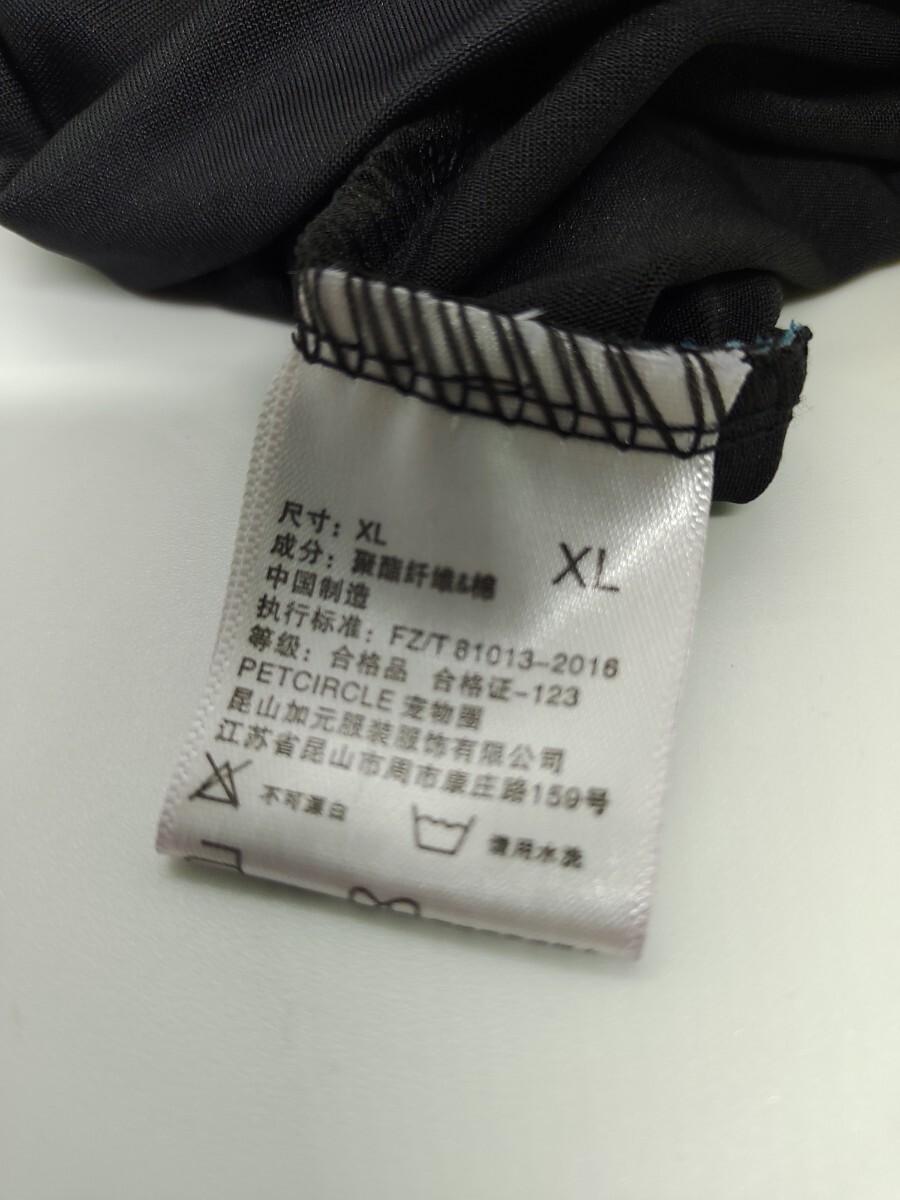 尺寸：XL
XL
成分：聚酯纤维&棉
中国制造
执行标准：FZ/T 81013-2016
等级：合格品 合格证-123
PETCIRCLE 宠物圈
昆山加元服装服饰有限公司
江苏省昆山市周市康庄路159号
不可漂白
请用水洗